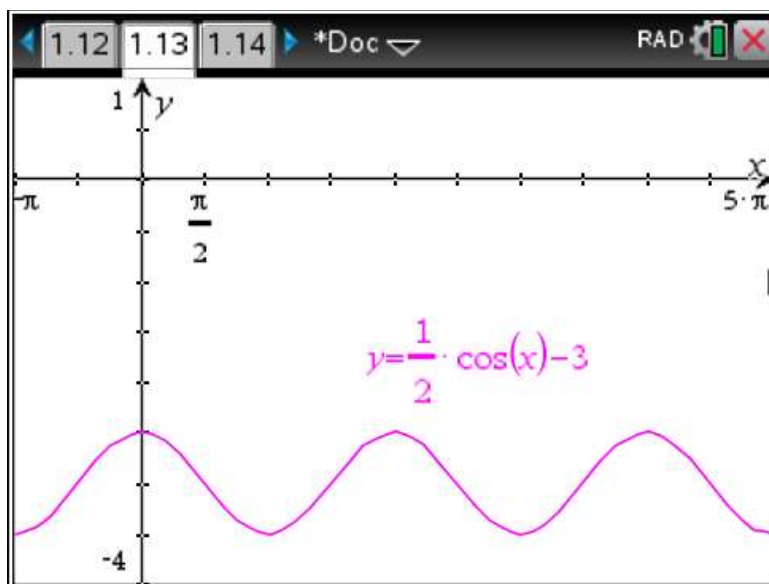 1.12 1.13 1.14 *Doc RAD
1 y
x
-π π/2 5·π
y=1/2·cos(x)-3
-4